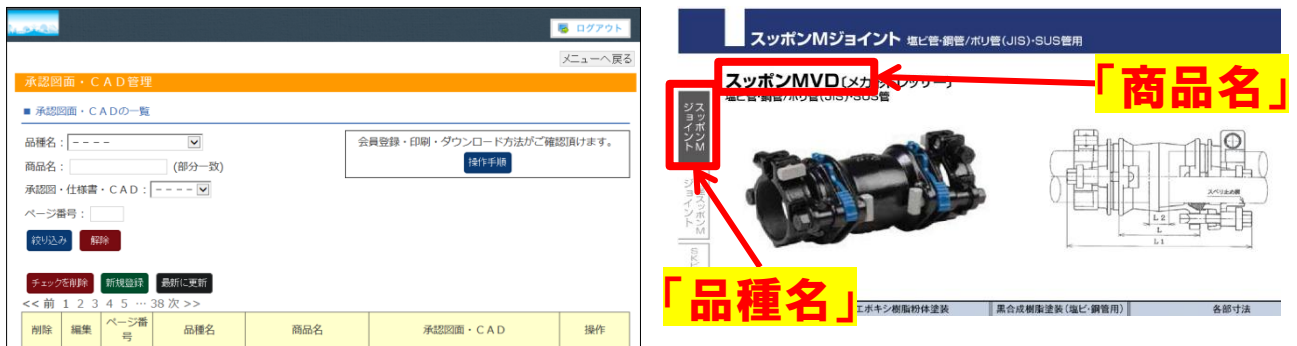 ログアウト
メニューへ戻る
承認図面・ＣＡＤ管理
■ 承認図面・ＣＡＤの一覧
品種名：----
商品名： (部分一致)
承認図・仕様書・ＣＡＤ：----
ページ番号：
絞り込み 解除
会員登録・印刷・ダウンロード方法がご確認頂けます。
操作手順
チェックを削除 新規登録 最新に更新
<< 前 1 2 3 4 5 … 38 次 >>
削除 編集 ページ番号 品種名 商品名 承認図面・ＣＡＤ 操作
スッポンMジョイント 塩ビ管・鋼管/ポリ管(JIS)・SUS管用
スッポンMVD
塩ビ管・鋼管/ポリ管(JIS)・SUS管
「商品名」
スッポンM
ジョイント
スベリ止め鋼
L2
L
L1
「品種名」
エポキシ樹脂粉体塗装
黒合成樹脂塗装(塩ビ・鋼管用)
各部寸法